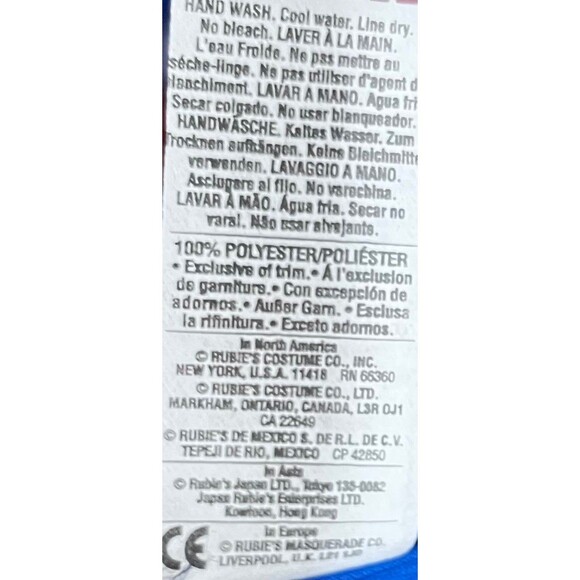 HAND WASH. Cool water. Line dry.
No bleach. LAVER À LA MAIN.
L'eau Froide. Ne pas mettre au
séche-linge. Ne pas utiliser d'agent d
blanchiment. LAVAR A MANO. Agua fri
Secar colgado. No usar blanqueador.
HANDWÄSCHE. Kaltes Wasser. Zum
Trocknen aufhängen. Keine Bleichmitte
verwenden. LAVAGGIO A MANO.
Asciugare al filo. No varechina.
LAVAR À MÃO. Água fria. Secar no
varal. Não usar alvejante.
100% POLYESTER/POLIÉSTER
• Exclusive of trim.• Á l'exclusion
de garniture.• Con excepción de
adornos.• Außer Garn. • Esclusa
la rifinitura.• Exceto adornos.
In North America
© RUBIE'S COSTUME CO., INC.
NEW YORK, U.S.A. 11418 RN 66360
© RUBIE'S COSTUME CO., LTD.
MARKHAM, ONTARIO, CANADA, L3R 0J1
CA 22649
© RUBIE'S DE MEXICO S. DE R.L. DE C.V.
TEPEJI DE RIO, MEXICO CP 42850
In Asia
© Rubie's Japan LTD., Tokyo 135-0062
Japan Rubie's Enterprises LTD.
Kowloon, Hong Kong
In Europe
CE © RUBIE'S MASQUERADE CO.
LIVERPOOL, U.K.